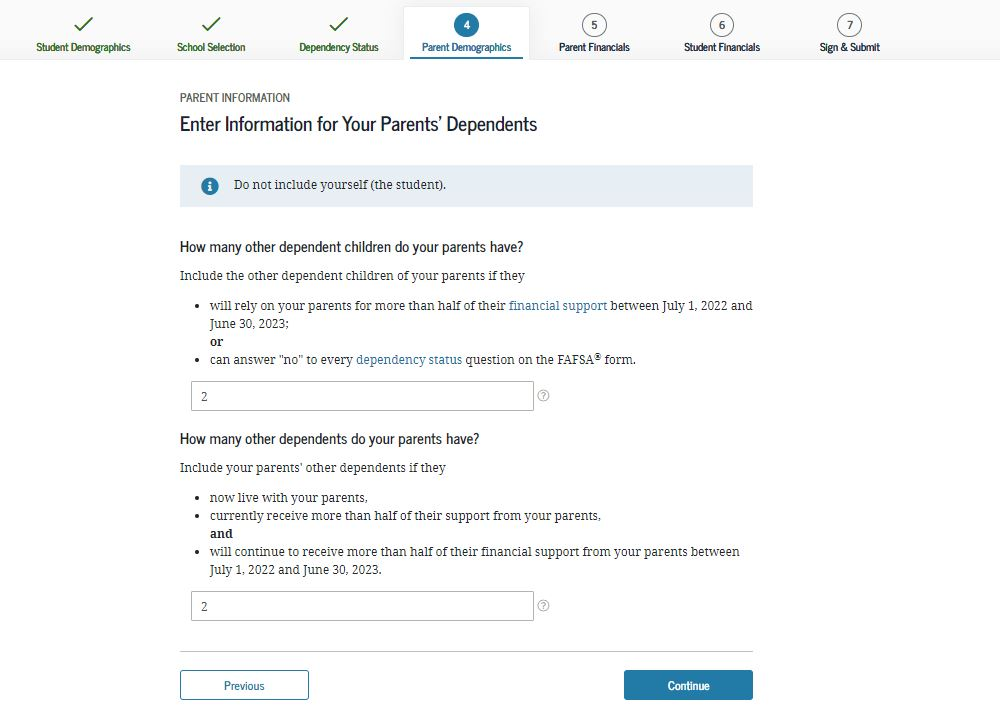 4 5 6 7
Student Demographics School Selection Dependency Status Parent Demographics Parent Financials Student Financials Sign & Submit
PARENT INFORMATION
Enter Information for Your Parents' Dependents
Do not include yourself (the student).
How many other dependent children do your parents have?
Include the other dependent children of your parents if they
• will rely on your parents for more than half of their financial support between July 1, 2022 and
June 30, 2023;
or
• can answer "no" to every dependency status question on the FAFSA® form.
2
How many other dependents do your parents have?
Include your parents' other dependents if they
• now live with your parents,
• currently receive more than half of their support from your parents,
and
• will continue to receive more than half of their financial support from your parents between
July 1, 2022 and June 30, 2023.
2
Previous Continue